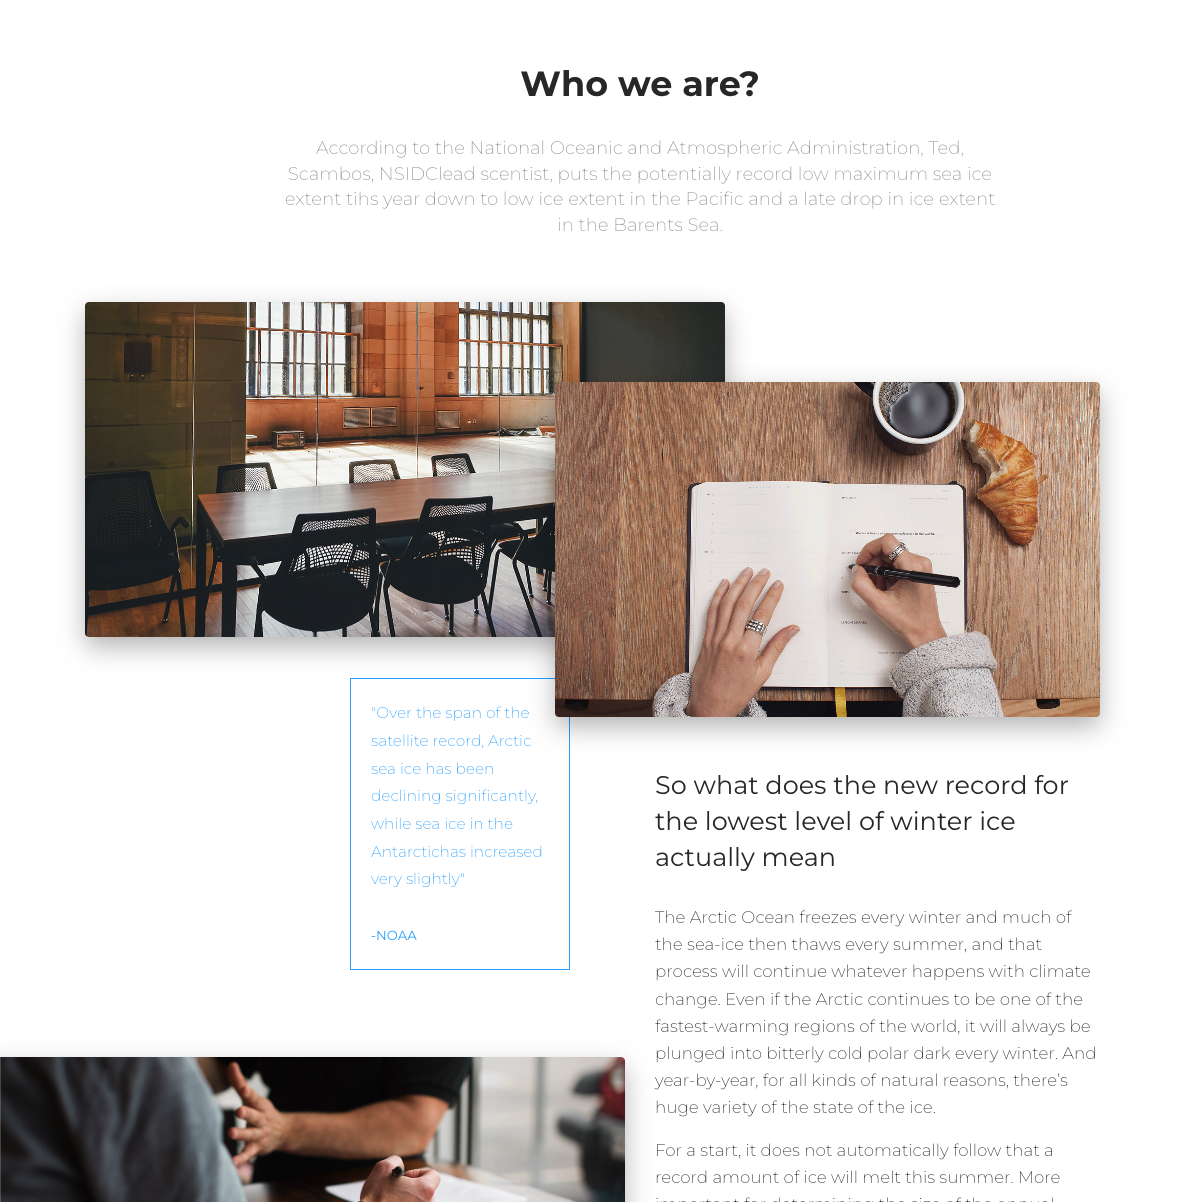 Who we are?
According to the National Oceanic and Atmospheric Administration, Ted,
Scambos, NSIDClead scentist, puts the potentially record low maximum sea ice
extent tihs year down to low ice extent in the Pacific and a late drop in ice extent
in the Barents Sea.
"Over the span of the
satellite record, Arctic
sea ice has been
declining significantly,
while sea ice in the
Antarctichas increased
very slightly"
-NOAA
So what does the new record for
the lowest level of winter ice
actually mean
The Arctic Ocean freezes every winter and much of
the sea-ice then thaws every summer, and that
process will continue whatever happens with climate
change. Even if the Arctic continues to be one of the
fastest-warming regions of the world, it will always be
plunged into bitterly cold polar dark every winter. And
year-by-year, for all kinds of natural reasons, there’s
huge variety of the state of the ice.
For a start, it does not automatically follow that a
record amount of ice will melt this summer. More
important for determining the size of the annual